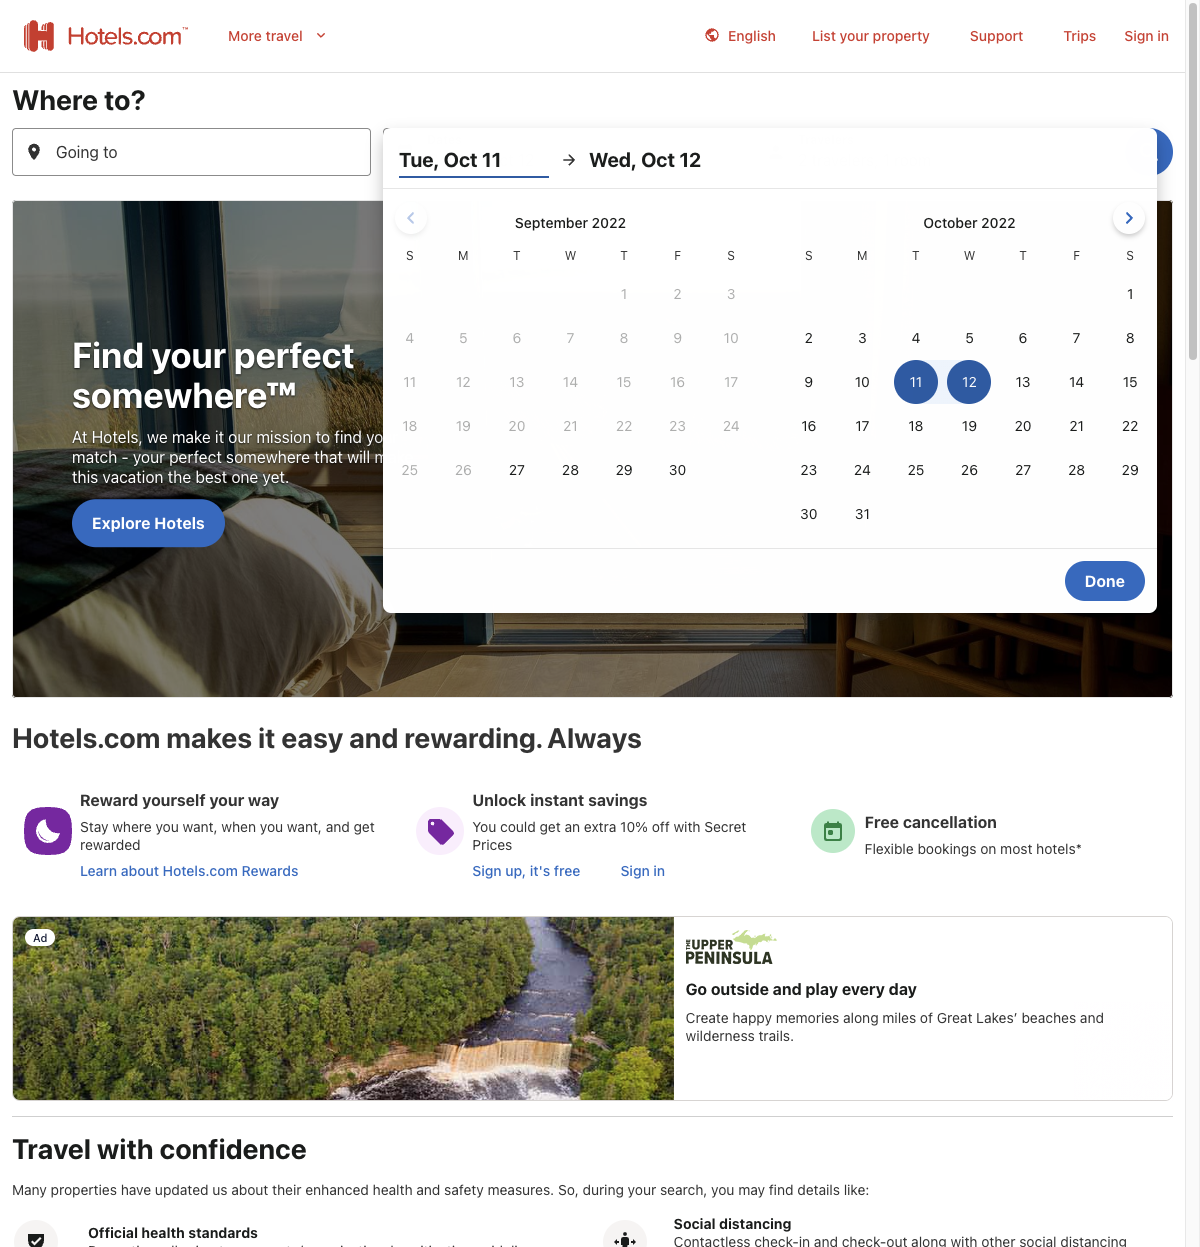 Hotels.com™
More travel
English
List your property
Support
Trips
Sign in
Where to?
Going to
Tue, Oct 11
Wed, Oct 12
September 2022
S M T W T F S
1 2 3
4 5 6 7 8 9 10
11 12 13 14 15 16 17
18 19 20 21 22 23 24
25 26 27 28 29 30
October 2022
S M T W T F S
1
2 3 4 5 6 7 8
9 10 11 12 13 14 15
16 17 18 19 20 21 22
23 24 25 26 27 28 29
30 31
Done
Find your perfect
somewhere™
At Hotels, we make it our mission to find yo
match - your perfect somewhere that will
this vacation the best one yet.
Explore Hotels
Hotels.com makes it easy and rewarding. Always
Reward yourself your way
Stay where you want, when you want, and get
rewarded
Learn about Hotels.com Rewards
Unlock instant savings
You could get an extra 10% off with Secret
Prices
Sign up, it's free
Sign in
Free cancellation
Flexible bookings on most hotels*
Ad
THE UPPER
PENINSULA
Go outside and play every day
Create happy memories along miles of Great Lakes’ beaches and
wilderness trails.
Travel with confidence
Many properties have updated us about their enhanced health and safety measures. So, during your search, you may find details like:
Official health standards
Social distancing
Contactless check-in and check-out along with other social distancing